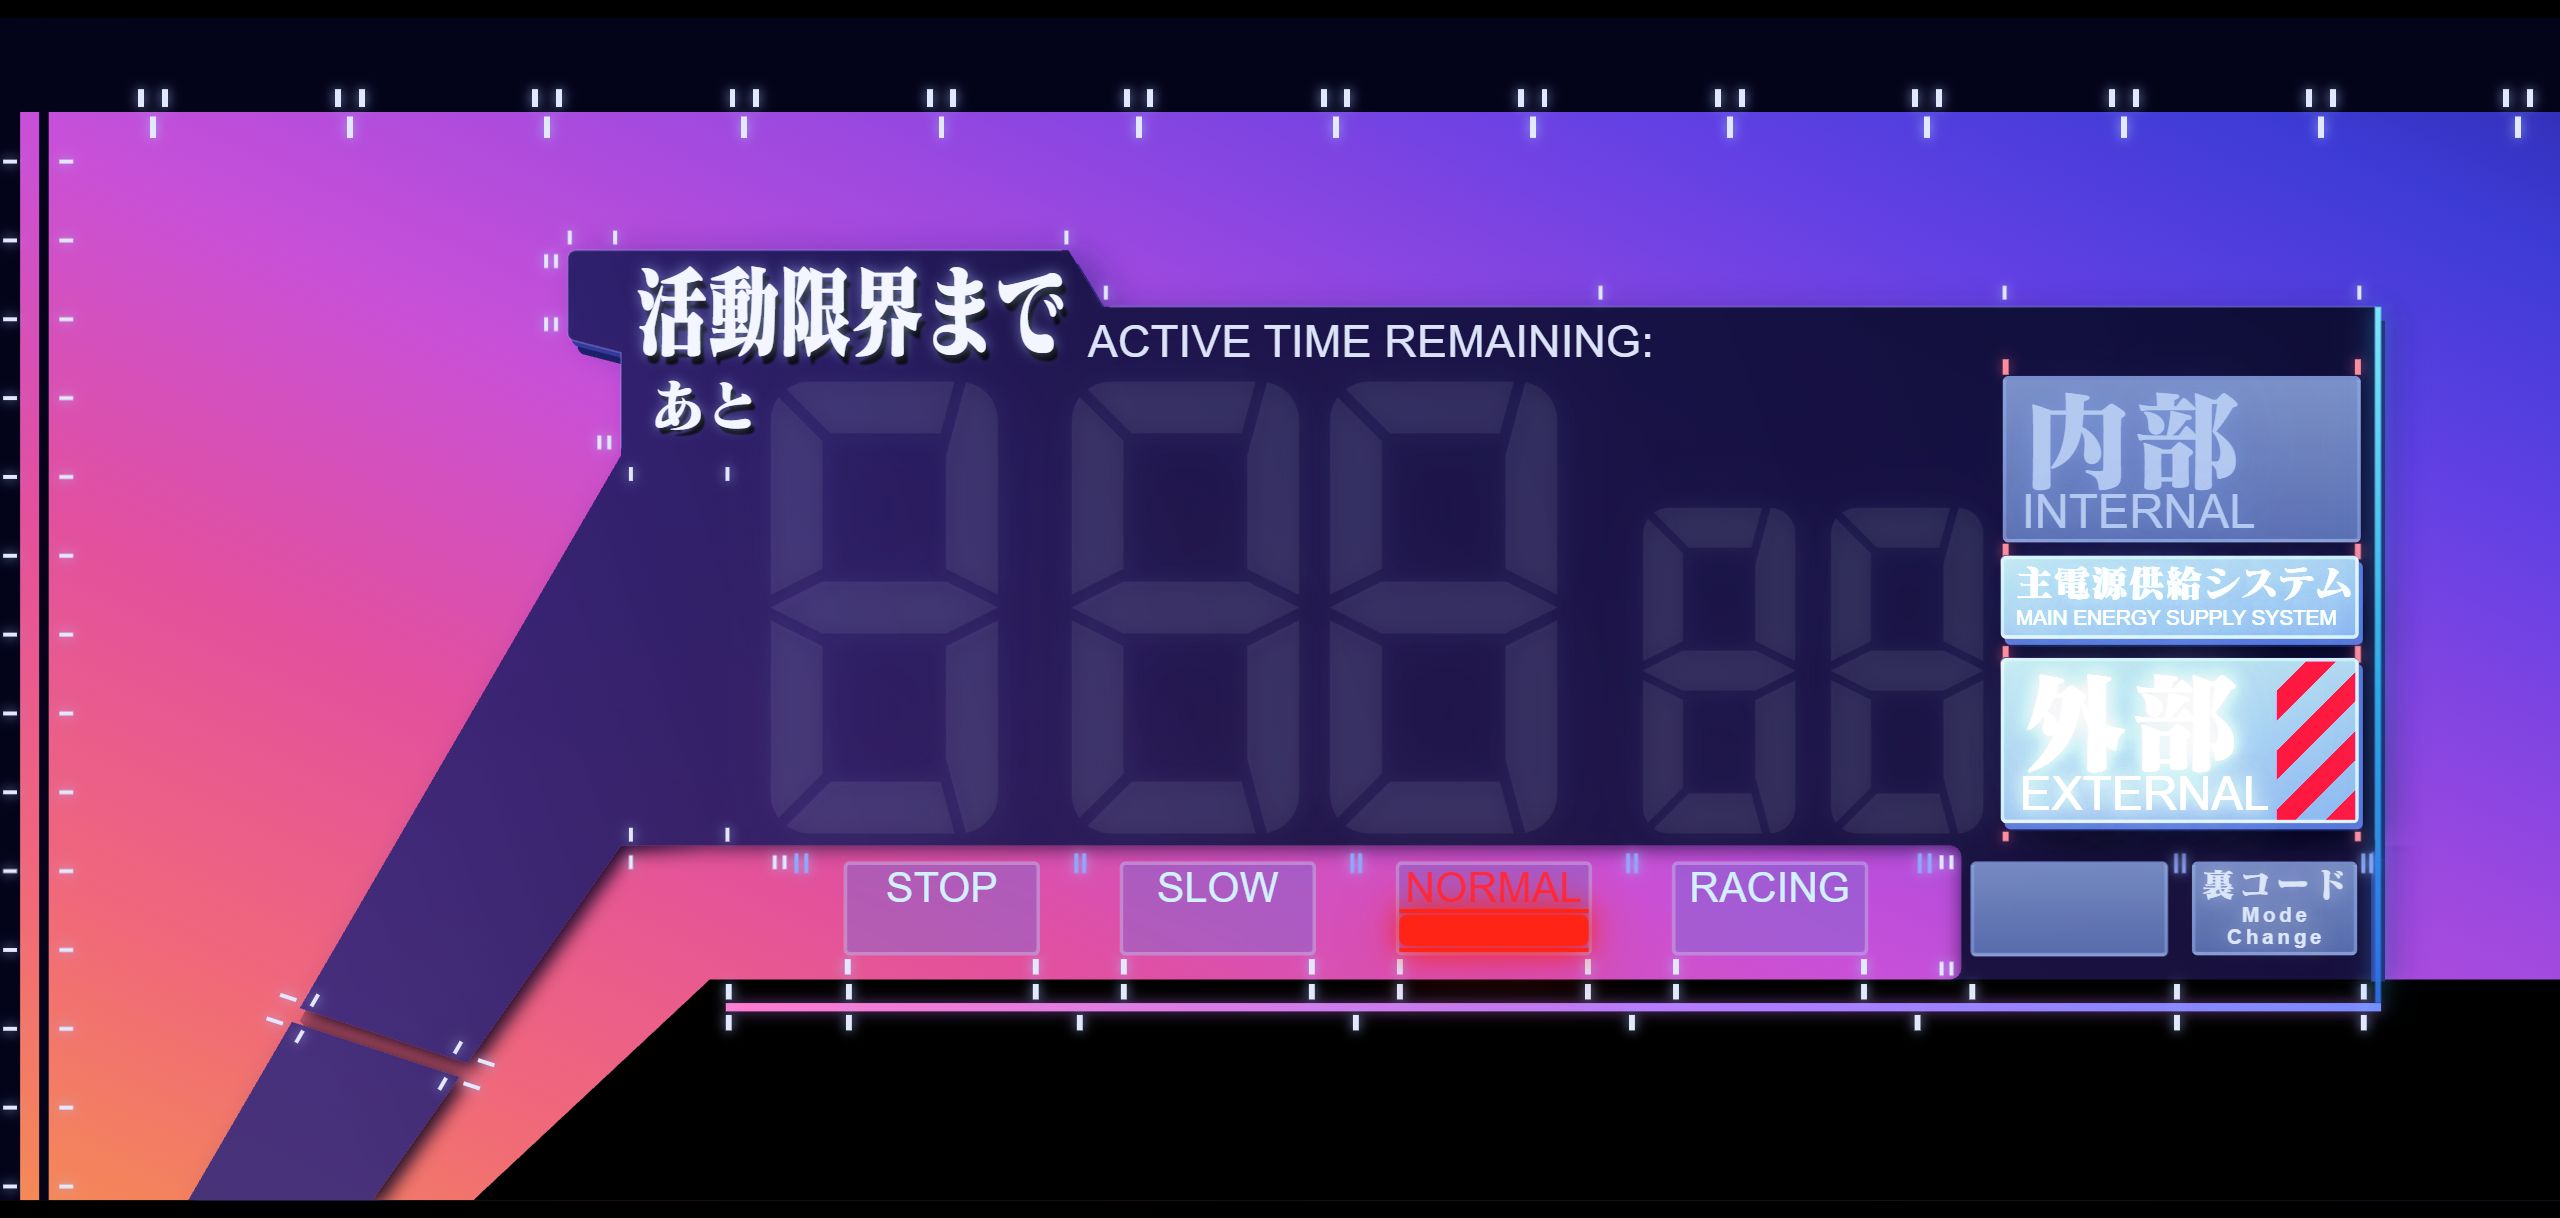 活動限界まで
ACTIVE TIME REMAINING:
あと
内部
INTERNAL
主電源供給システム
MAIN ENERGY SUPPLY SYSTEM
外部
EXTERNAL
STOP
SLOW
NORMAL
RACING
裏コード
Mode
Change